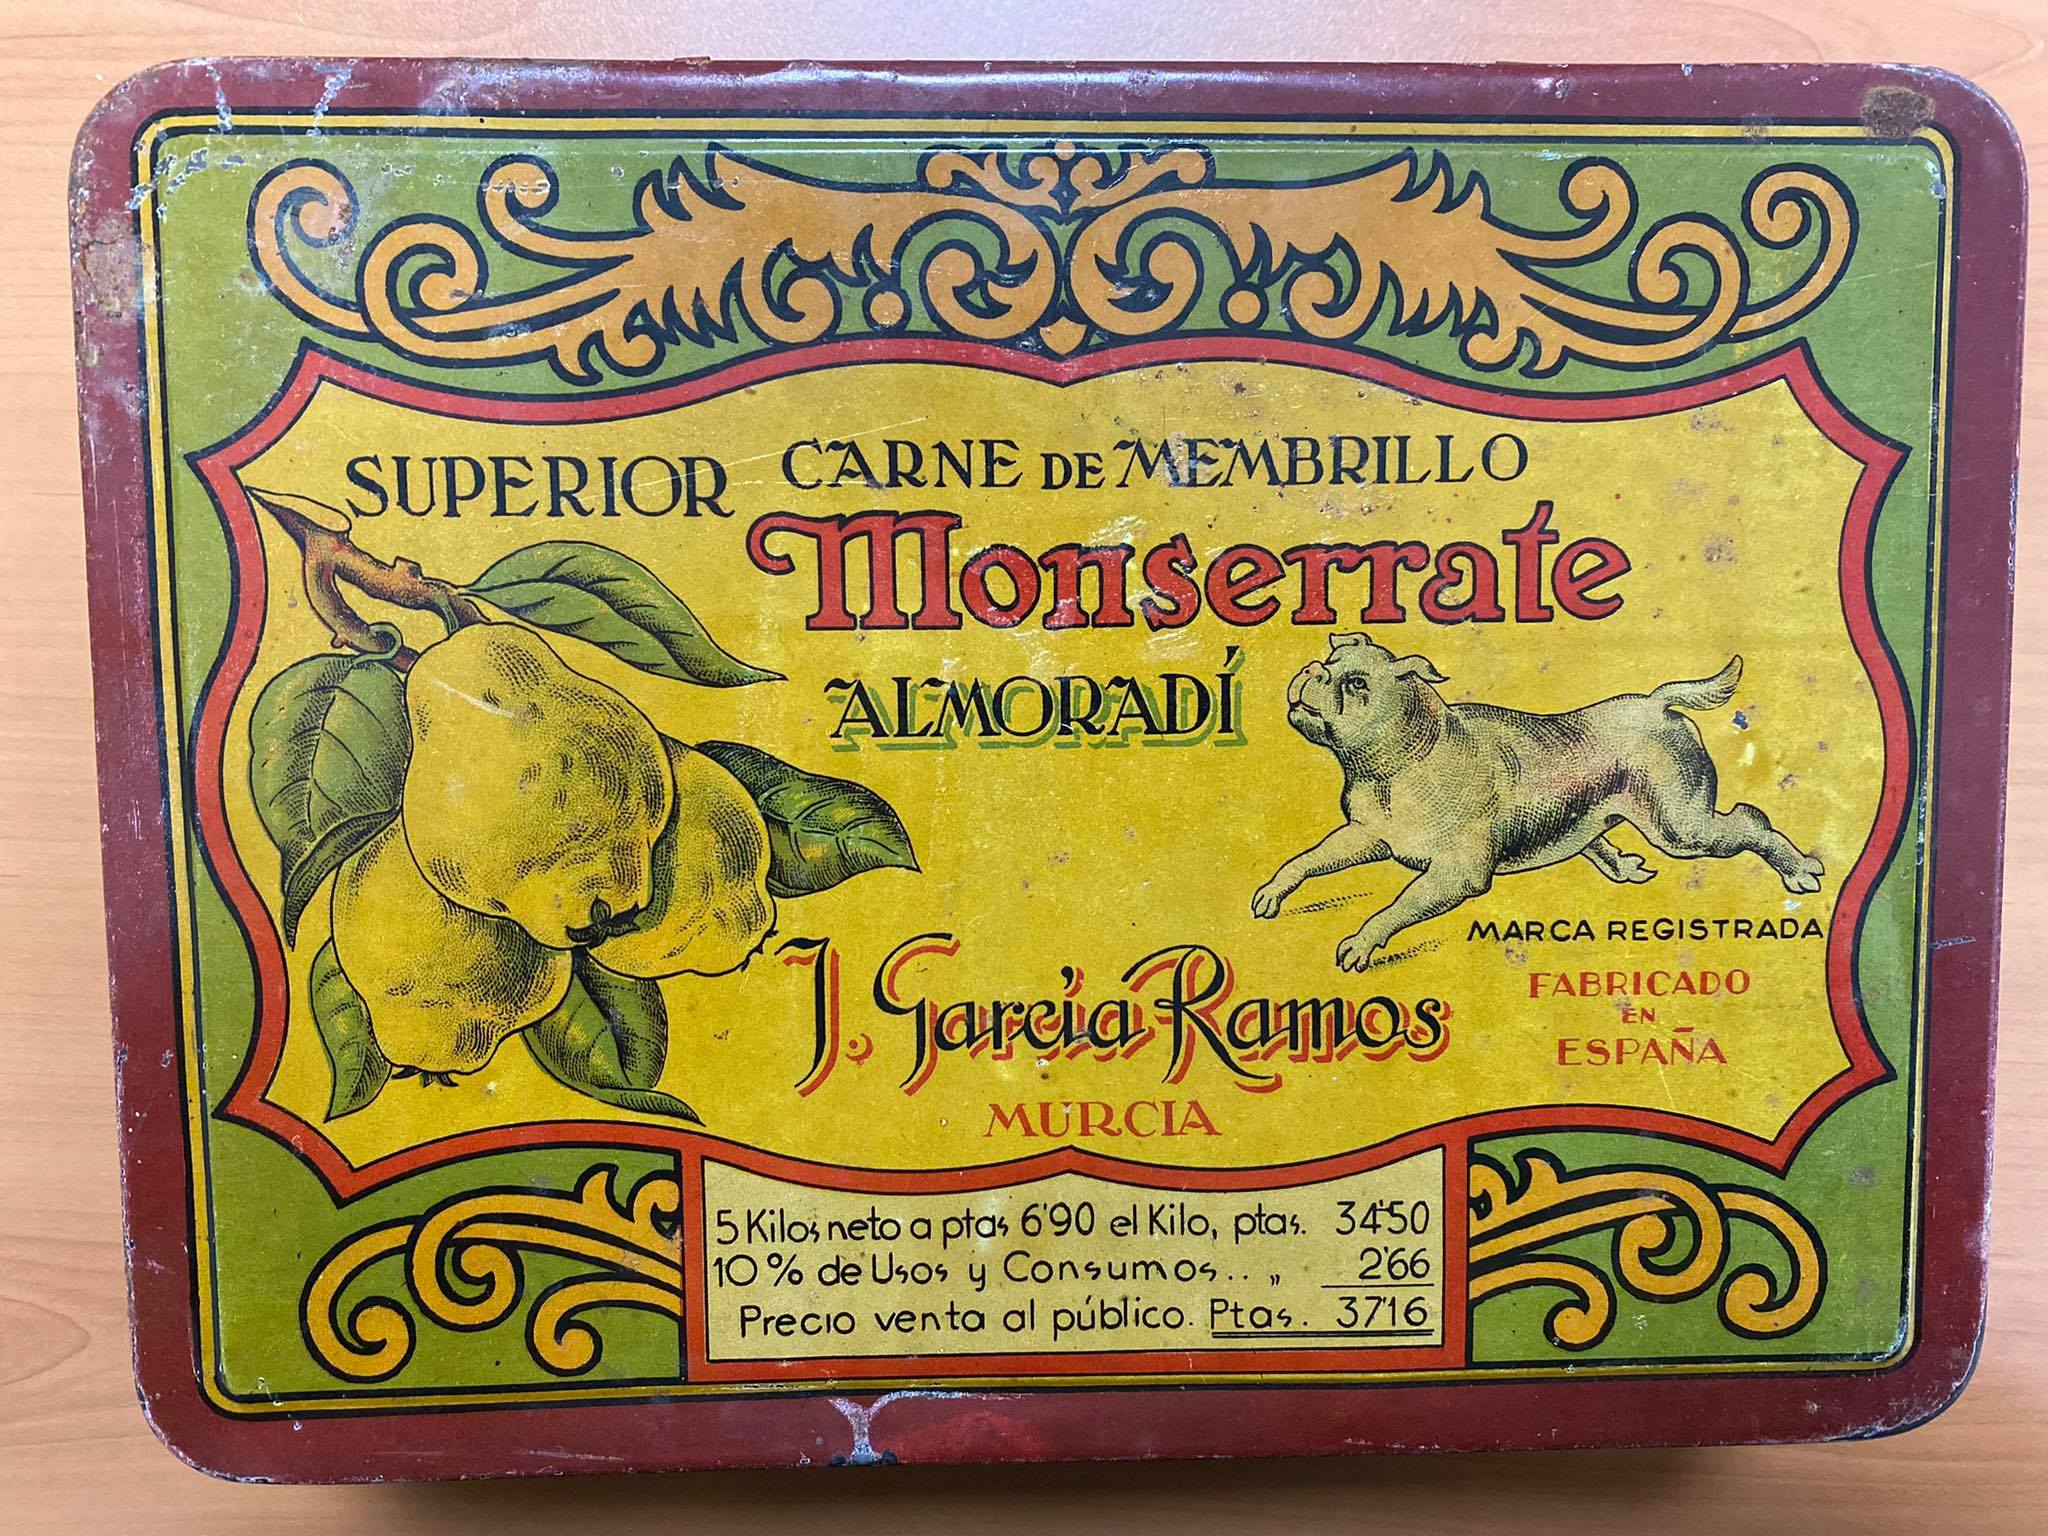 SUPERIOR CARNE DE MEMBRILLO
Monserrate
ALMORADÍ
MARCA REGISTRADA
FABRICADO
EN
ESPAÑA
J. García Ramos
MURCIA
5 Kilos neto a ptas 6'90 el Kilo, ptas. 34'50
10% de Usos y Consumos.. „ 2'66
Precio venta al público. Ptas. 37'16